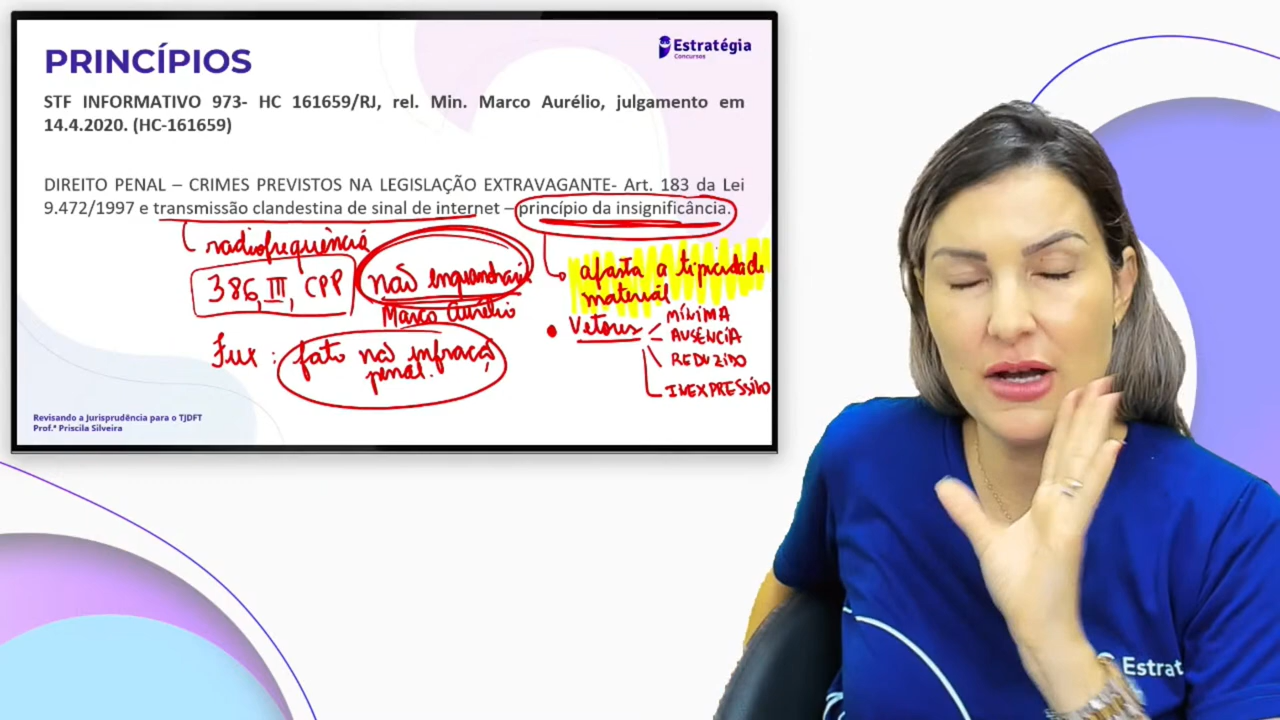 PRINCÍPIOS
Estratégia
Concursos
STF INFORMATIVO 973- HC 161659/RJ, rel. Min. Marco Aurélio, julgamento em
14.4.2020. (HC-161659)
DIREITO PENAL – CRIMES PREVISTOS NA LEGISLAÇÃO EXTRAVAGANTE- Art. 183 da Lei
9.472/1997 e transmissão clandestina de sinal de internet – princípio da insignificância.
radiofrequência
386, III, CPP
não enquadrari
Marco Aurélio
Fux : fato não infração
penal.
afasta a tipicidade
material
Vetores
MÍNIMA
AUSÊNCIA
REDUZIDO
INEXPRESSIVO
Revisando a Jurisprudência para o TJDFT
Prof.ª Priscila Silveira
Estrat